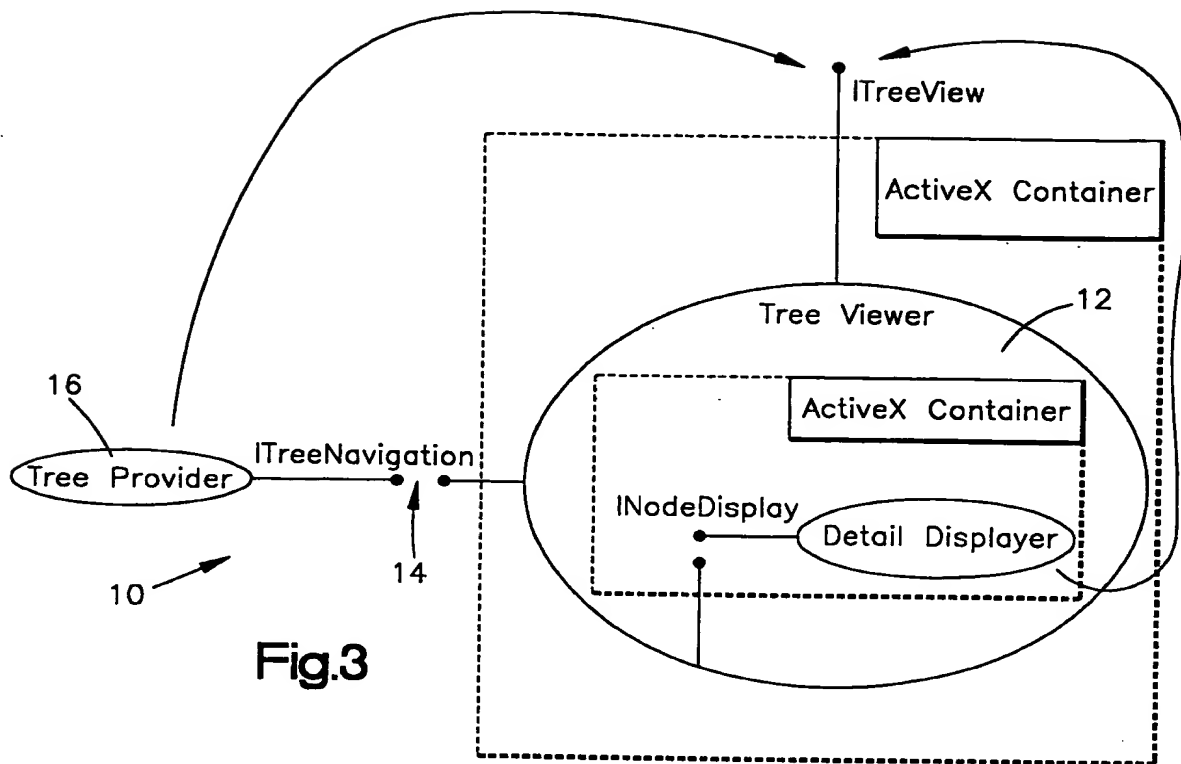 ITreeView
ActiveX Container
Tree Viewer
12
ActiveX Container
16
ITreeNavigation
Tree Provider
INodeDisplay
Detail Displayer
14
10
Fig.3